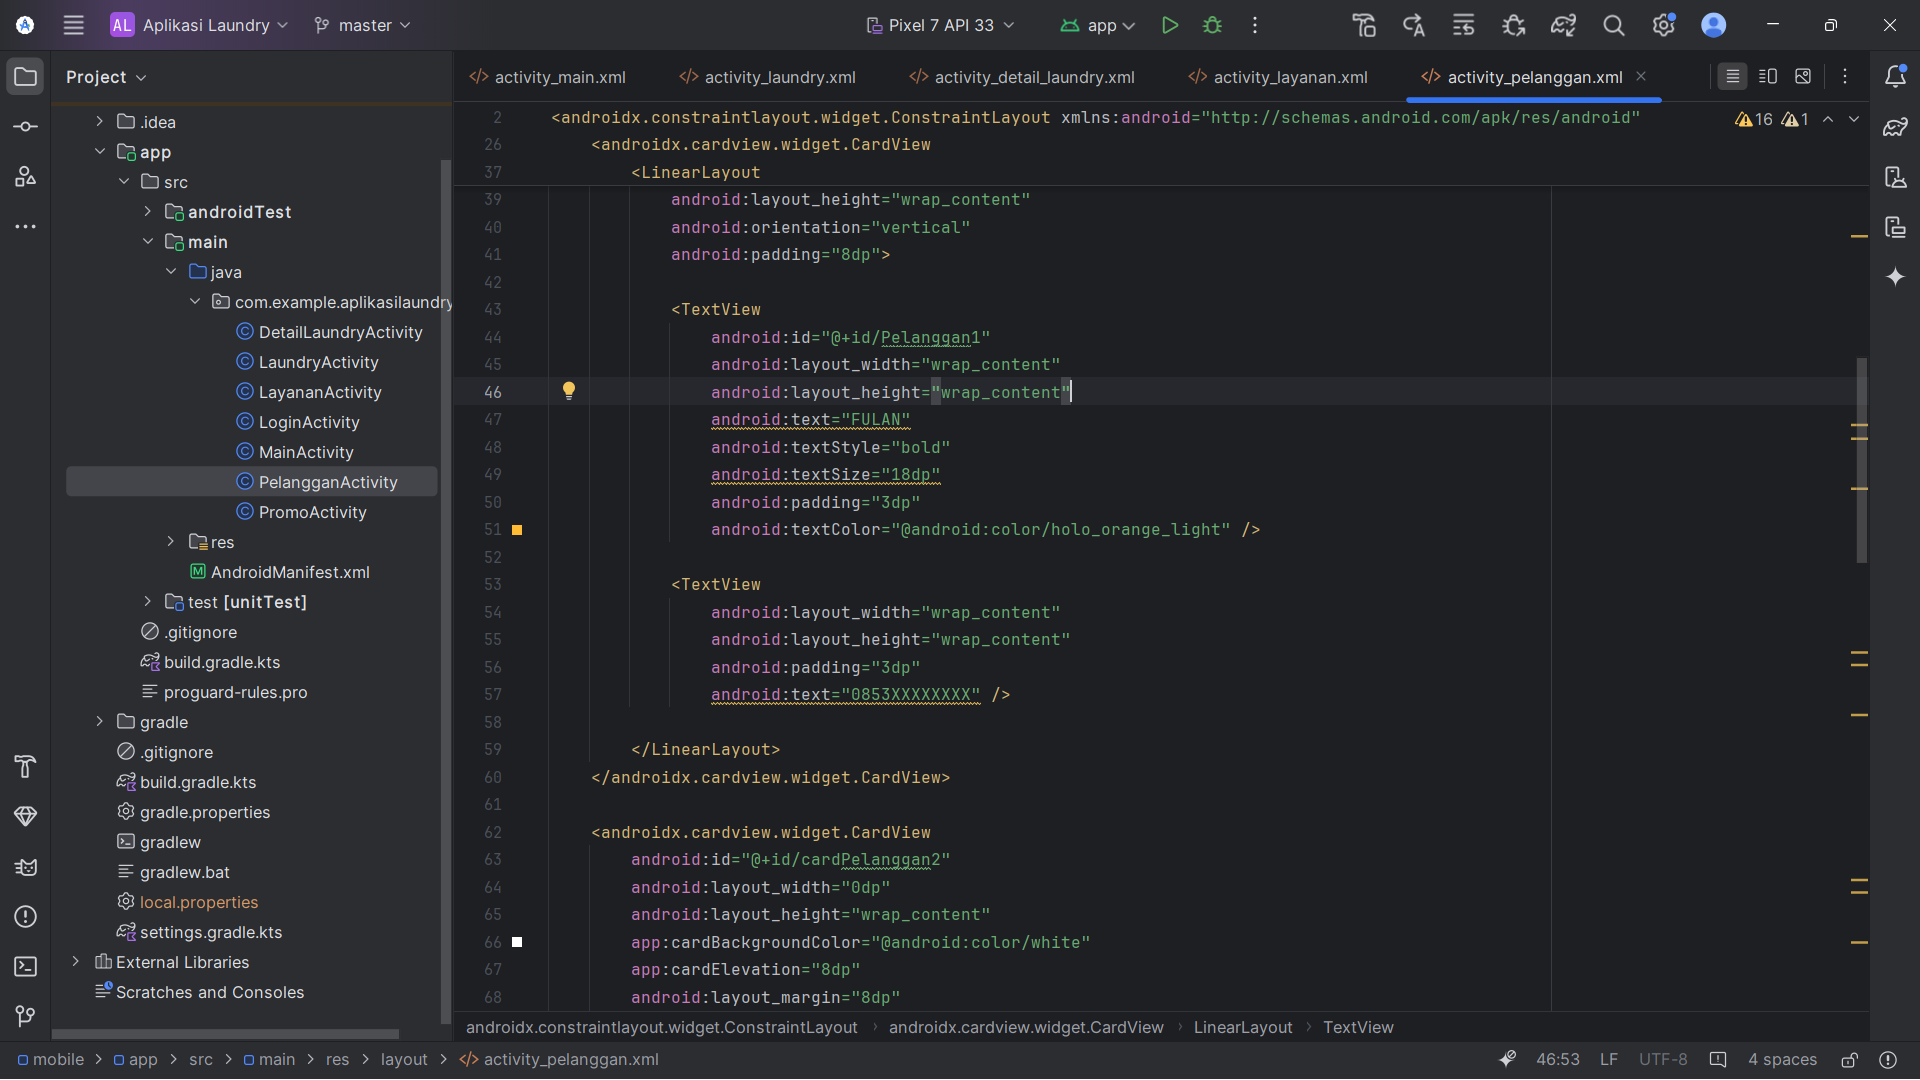 AL Aplikasi Laundry master Pixel 7 API 33 app
Project
.idea
app
src
androidTest
main
java
com.example.aplikasilaundry
DetailLaundryActivity
LaundryActivity
LayananActivity
LoginActivity
MainActivity
PelangganActivity
PromoActivity
res
AndroidManifest.xml
test [unitTest]
.gitignore
build.gradle.kts
proguard-rules.pro
gradle
.gitignore
build.gradle.kts
gradle.properties
gradlew
gradlew.bat
local.properties
settings.gradle.kts
External Libraries
Scratches and Consoles
activity_main.xml activity_laundry.xml activity_detail_laundry.xml activity_layanan.xml activity_pelanggan.xml
2 <androidx.constraintlayout.widget.ConstraintLayout xmlns:android="http://schemas.android.com/apk/res/android" 16 1
26 <androidx.cardview.widget.CardView
37 <LinearLayout
39 android:layout_height="wrap_content"
40 android:orientation="vertical"
41 android:padding="8dp">
42
43 <TextView
44 android:id="@+id/Pelanggan1"
45 android:layout_width="wrap_content"
46 android:layout_height="wrap_content"
47 android:text="FULAN"
48 android:textStyle="bold"
49 android:textSize="18dp"
50 android:padding="3dp"
51 android:textColor="@android:color/holo_orange_light" />
52
53 <TextView
54 android:layout_width="wrap_content"
55 android:layout_height="wrap_content"
56 android:padding="3dp"
57 android:text="0853XXXXXXXX" />
58
59 </LinearLayout>
60 </androidx.cardview.widget.CardView>
61
62 <androidx.cardview.widget.CardView
63 android:id="@+id/cardPelanggan2"
64 android:layout_width="0dp"
65 android:layout_height="wrap_content"
66 app:cardBackgroundColor="@android:color/white"
67 app:cardElevation="8dp"
68 android:layout_margin="8dp"
androidx.constraintlayout.widget.ConstraintLayout androidx.cardview.widget.CardView LinearLayout TextView
mobile app src main res layout activity_pelanggan.xml 46:53 LF UTF-8 4 spaces